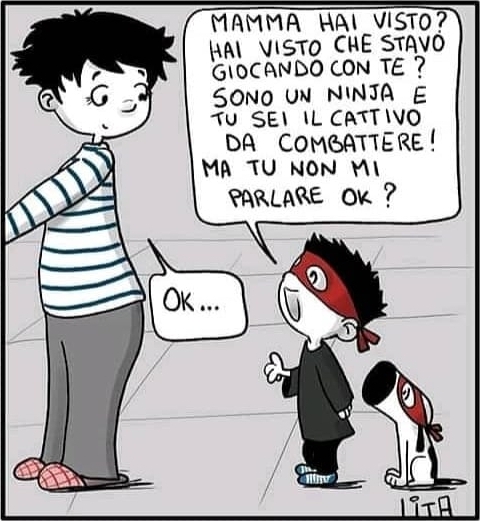 MAMMA HAI VISTO?
HAI VISTO CHE STAVO
GIOCANDO CON TE?
SONO UN NINJA E
TU SEI IL CATTIVO
DA COMBATTERE!
MA TU NON MI
PARLARE OK?
OK...
LITA